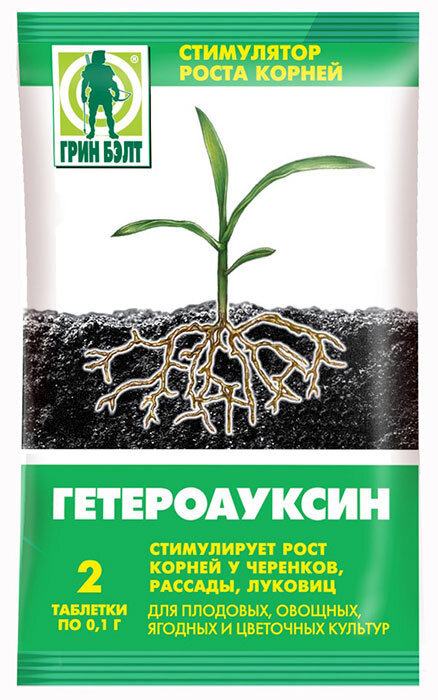 СТИМУЛЯТОР
РОСТА КОРНЕЙ
®
ГРИН БЭЛТ
ГЕТЕРОАУКСИН
2
ТАБЛЕТКИ
ПО 0,1 Г
СТИМУЛИРУЕТ РОСТ
КОРНЕЙ У ЧЕРЕНКОВ,
РАССАДЫ, ЛУКОВИЦ
ДЛЯ ПЛОДОВЫХ, ОВОЩНЫХ,
ЯГОДНЫХ И ЦВЕТОЧНЫХ КУЛЬТУР